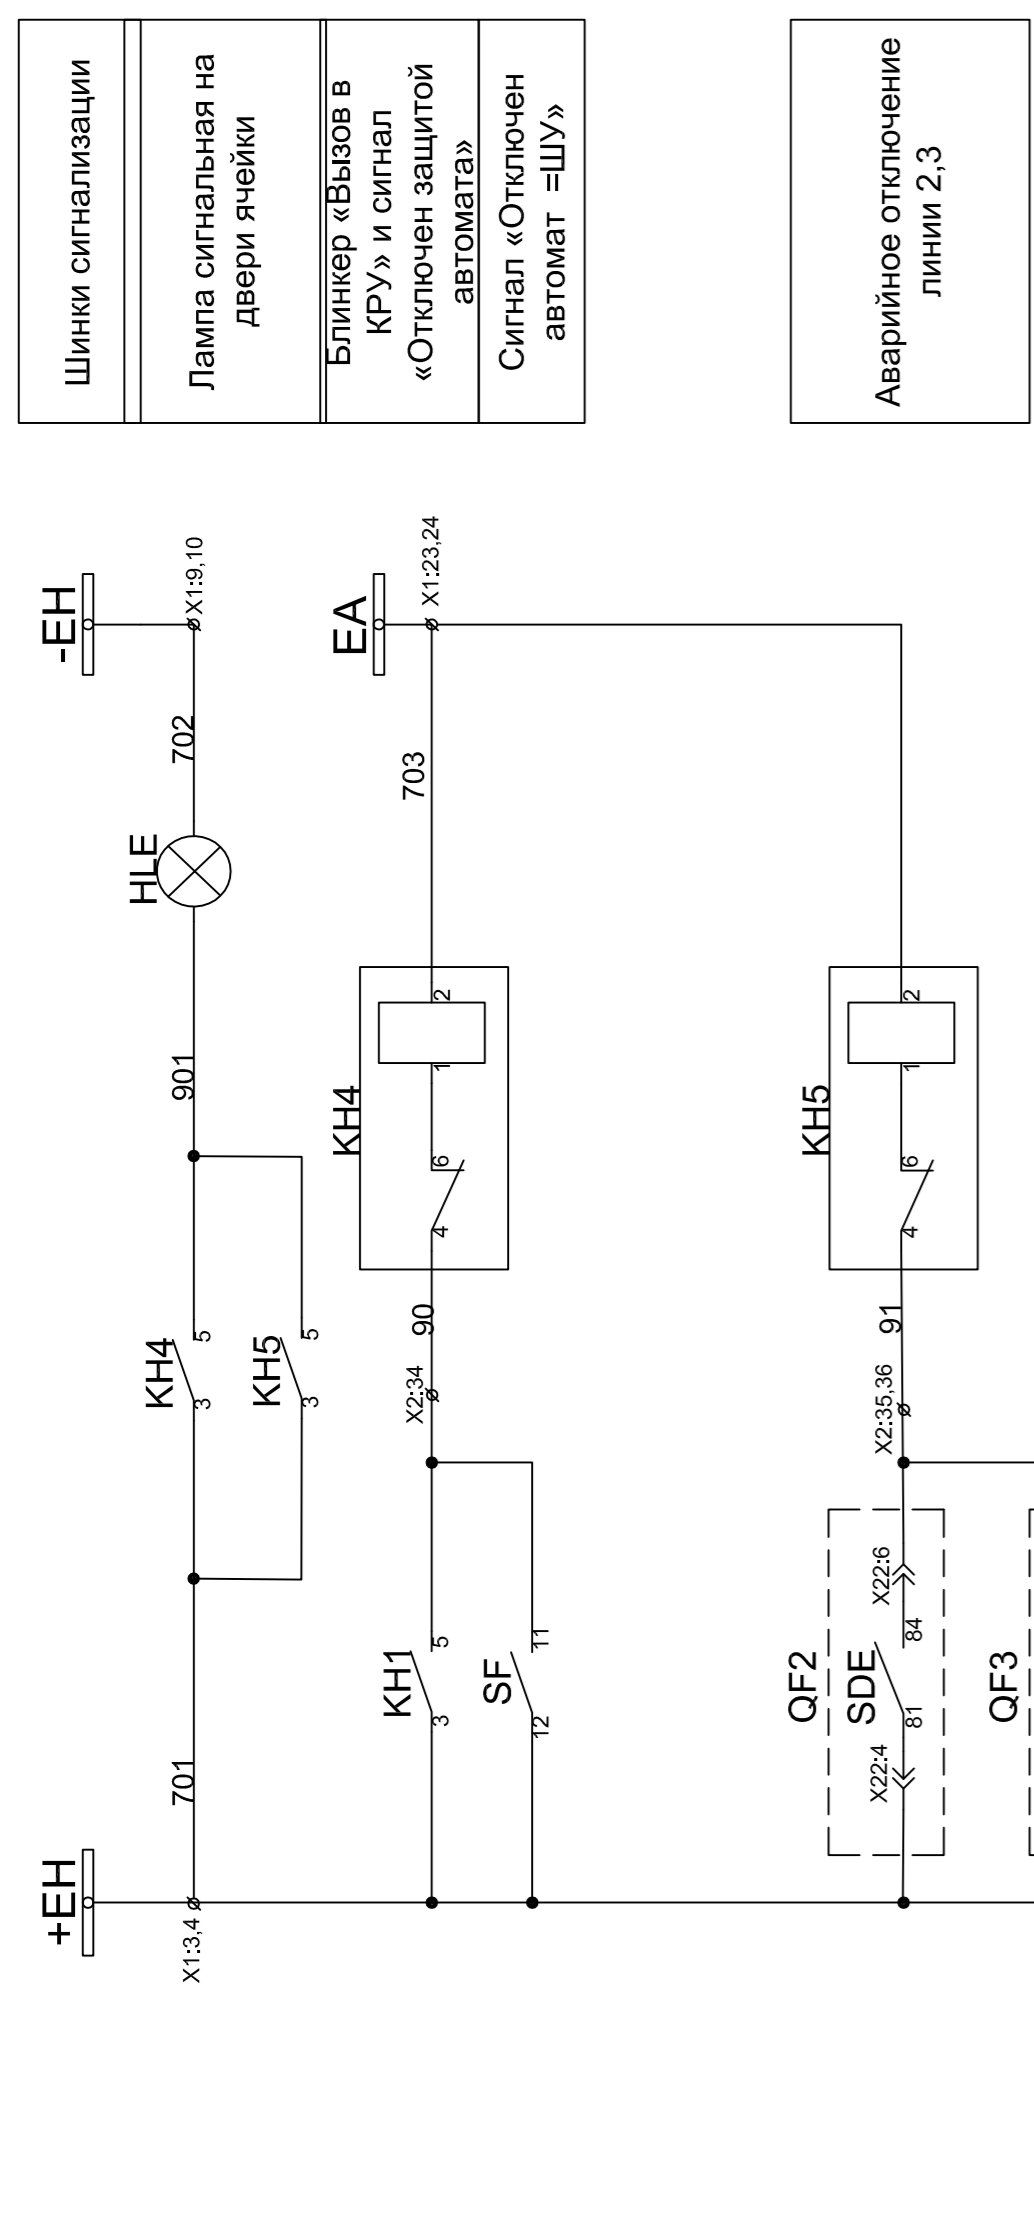 Шинки сигнализации
Лампа сигнальная на
двери ячейки
Блинкер «Вызов в
КРУ» и сигнал
«Отключен защитой
автомата»
Сигнал «Отключен
автомат =ШУ»
Аварийное отключение
линии 2,3
+EH
-EH
X1:3,4
701
KH4
3
5
901
HLE
702
X1:9,10
KH5
3
5
EA
KH1
3
5
X2:34
90
KH4
4
6
1
2
703
X1:23,24
SF
12
11
QF2
X22:4
SDE
81
84
X22:6
X2:35,36
91
KH5
4
6
1
2
QF3